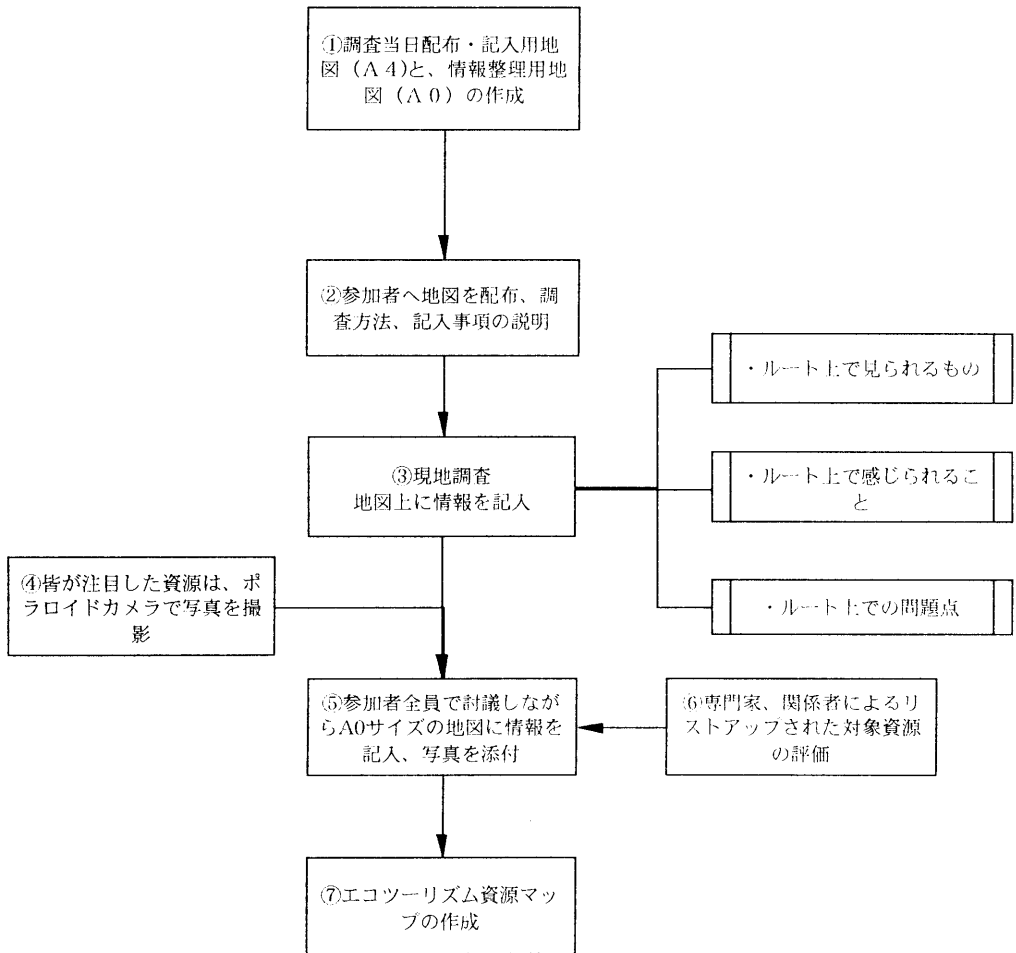 ①調査当日配布・記入用地
図（A4)と、情報整理用地
図（A0）の作成
②参加者へ地図を配布、調
査方法、記入事項の説明
・ルート上で見られるもの
③現地調査
地図上に情報を記入
・ルート上で感じられるこ
と
④皆が注目した資源は、ポ
ラロイドカメラで写真を撮
影
・ルート上での問題点
⑤参加者全員で討議しなが
らA0サイズの地図に情報を
記入、写真を添付
⑥専門家、関係者によるリ
ストアップされた対象資源
の評価
⑦エコツーリズム資源マッ
プの作成